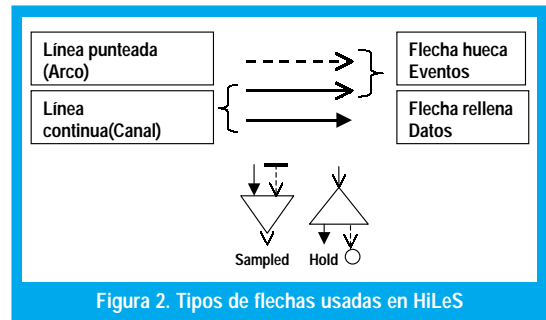 Línea punteada
(Arco)
Flecha hueca
Eventos
Línea
continua(Canal)
Flecha rellena
Datos
Sampled
Hold
Figura 2. Tipos de flechas usadas en HiLeS